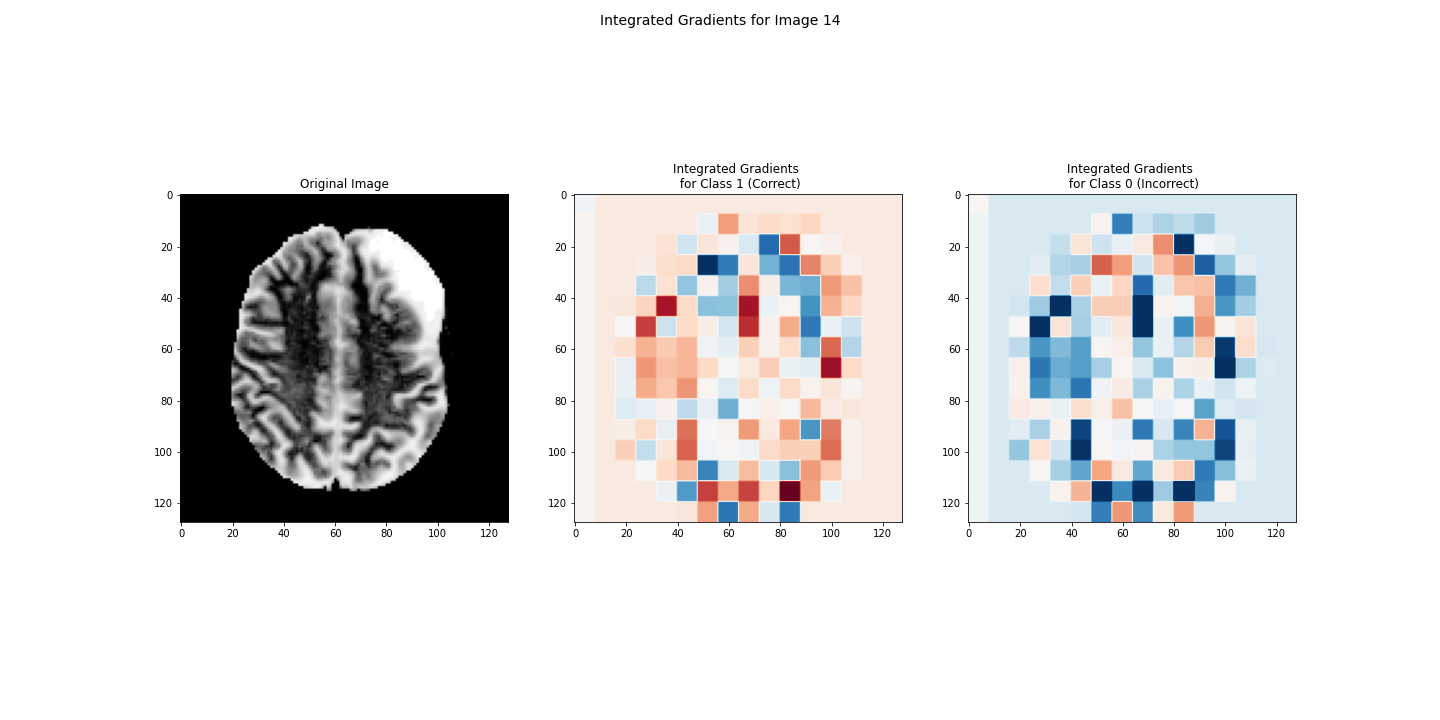 Integrated Gradients for Image 14
Original Image
0
20
40
60
80
100
120
0 20 40 60 80 100 120
Integrated Gradients
for Class 1 (Correct)
0
20
40
60
80
100
120
0 20 40 60 80 100 120
Integrated Gradients
for Class 0 (Incorrect)
0
20
40
60
80
100
120
0 20 40 60 80 100 120